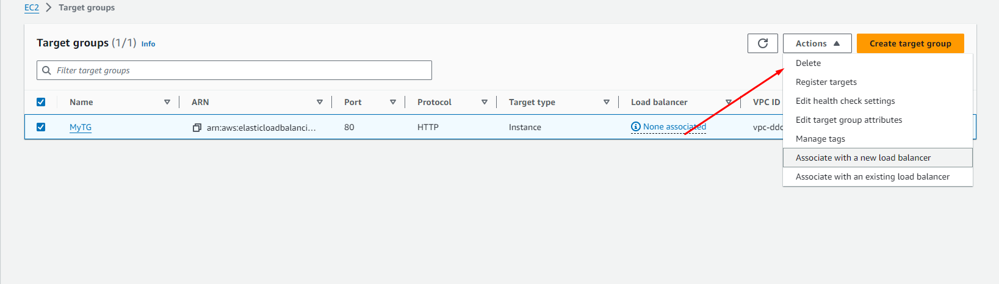 EC2 > Target groups
Target groups (1/1) Info
Actions
Create target group
Filter target groups
Name ARN Port Protocol Target type Load balancer VPC ID
MyTG arn:aws:elasticloadbalanci... 80 HTTP Instance None associated vpc-ddc
Delete
Register targets
Edit health check settings
Edit target group attributes
Manage tags
Associate with a new load balancer
Associate with an existing load balancer